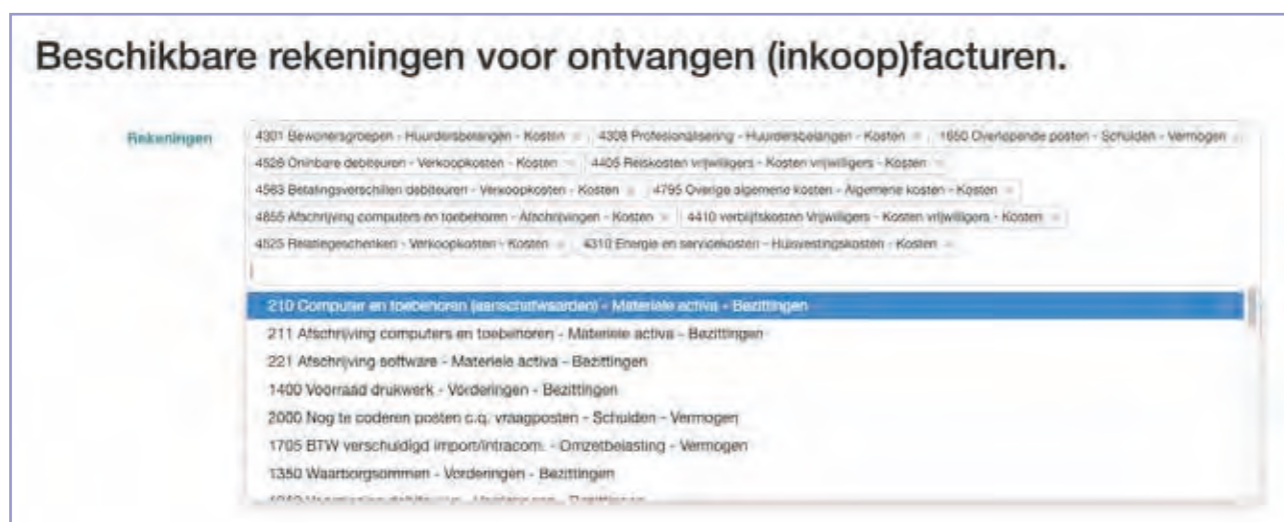 Beschikbare rekeningen voor ontvangen (inkoop)facturen.
Rekeningen
4301 Bewonersgroepen - Huurdersbelangen - Kosten × 4308 Profesionalisering - Huurdersbelangen - Kosten × 1650 Overlopende posten - Schulden - Vermogen ×
4528 Oninbare debiteuren - Verkoopkosten - Kosten × 4405 Reiskosten vrijwilligers - Kosten vrijwilligers - Kosten ×
4563 Betalingsverschillen debiteuren - Verkoopkosten - Kosten × 4795 Overige algemene kosten - Algemene kosten - Kosten ×
4855 Afschrijving computers en toebehoren - Afschrijvingen - Kosten × 4410 verblijfskosten Vrijwilligers - Kosten vrijwilligers - Kosten ×
4525 Relatiegeschenken - Verkoopkosten - Kosten × 4310 Energie en servicekosten - Huisvestingskosten - Kosten ×
210 Computer en toebehoren (aanschafwaarden) - Materiele activa - Bezittingen
211 Afschrijving computers en toebehoren - Materiele activa - Bezittingen
221 Afschrijving software - Materiele activa - Bezittingen
1400 Voorraad drukwerk - Vorderingen - Bezittingen
2000 Nog te coderen posten c.q. vraagposten - Schulden - Vermogen
1705 BTW verschuldigd import/intracom. - Omzetbelasting - Vermogen
1350 Waarborgsommen - Vorderingen - Bezittingen